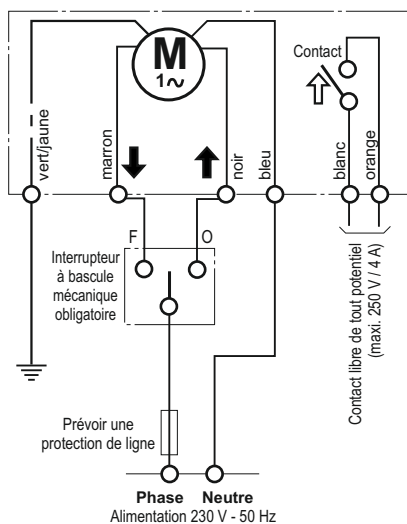 M
1~
Contact
vert/jaune
marron
noir
bleu
blanc
orange
F
O
Interrupteur
à bascule
mécanique
obligatoire
Contact libre de tout potentiel
(maxi. 250 V / 4 A)
Prévoir une
protection de ligne
Phase
Neutre
Alimentation 230 V - 50 Hz